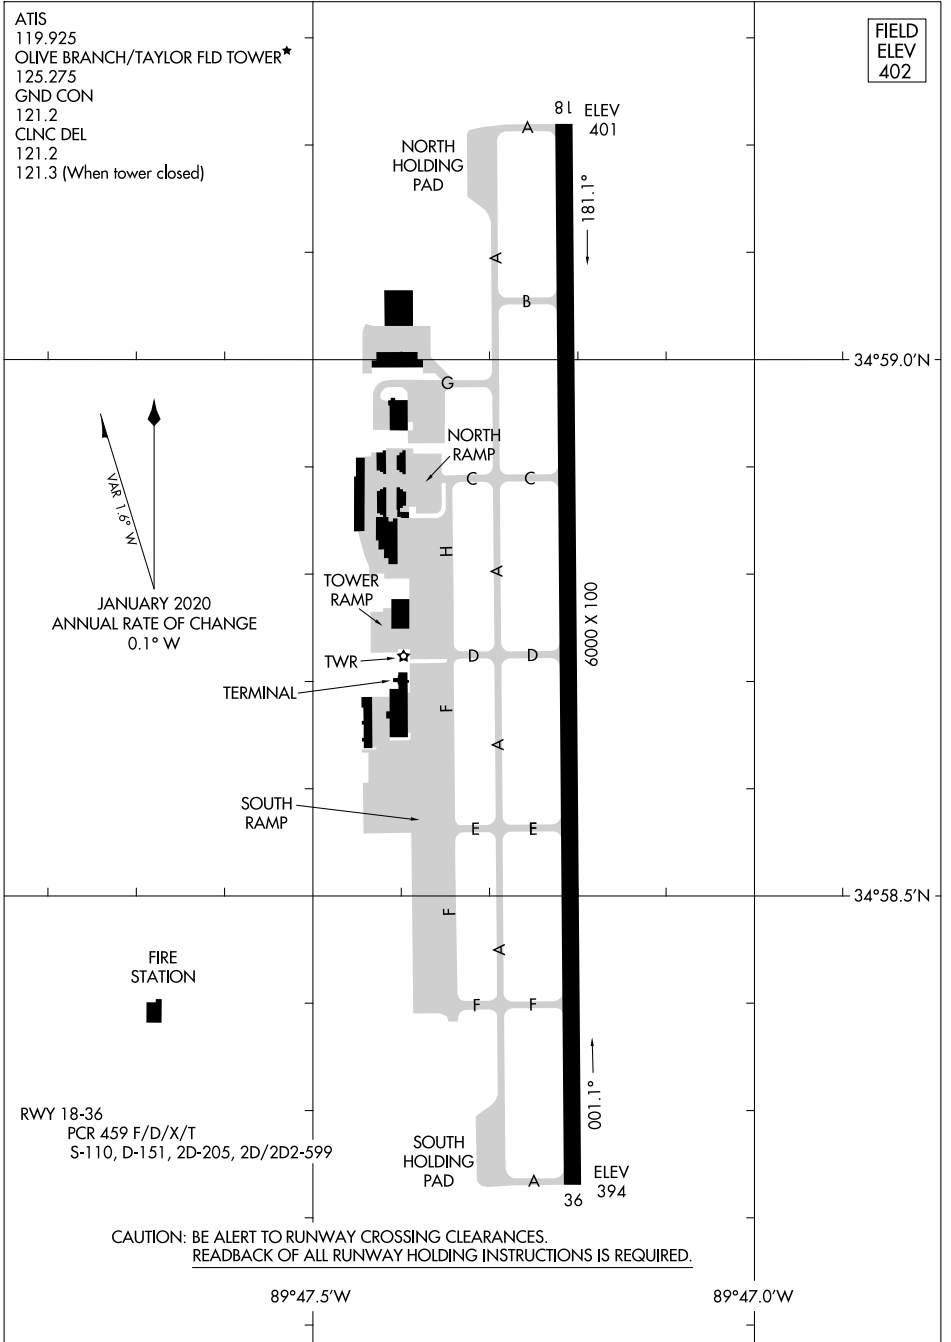 ATIS
119.925
OLIVE BRANCH/TAYLOR FLD TOWER★
125.275
GND CON
121.2
CLNC DEL
121.2
121.3 (When tower closed)
FIELD
ELEV
402
18
ELEV
401
A
NORTH
HOLDING
PAD
181.1°
A
B
34°59.0'N
G
NORTH
RAMP
C
C
VAR 1.6° W
H
A
TOWER
RAMP
JANUARY 2020
ANNUAL RATE OF CHANGE
0.1° W
6000 X 100
TWR
D
D
TERMINAL
F
A
SOUTH
RAMP
E
E
34°58.5'N
F
A
FIRE
STATION
F
F
001.1°
RWY 18-36
PCR 459 F/D/X/T
S-110, D-151, 2D-205, 2D/2D2-599
SOUTH
HOLDING
PAD
A
ELEV
394
36
CAUTION: BE ALERT TO RUNWAY CROSSING CLEARANCES.
READBACK OF ALL RUNWAY HOLDING INSTRUCTIONS IS REQUIRED.
89°47.5'W
89°47.0'W